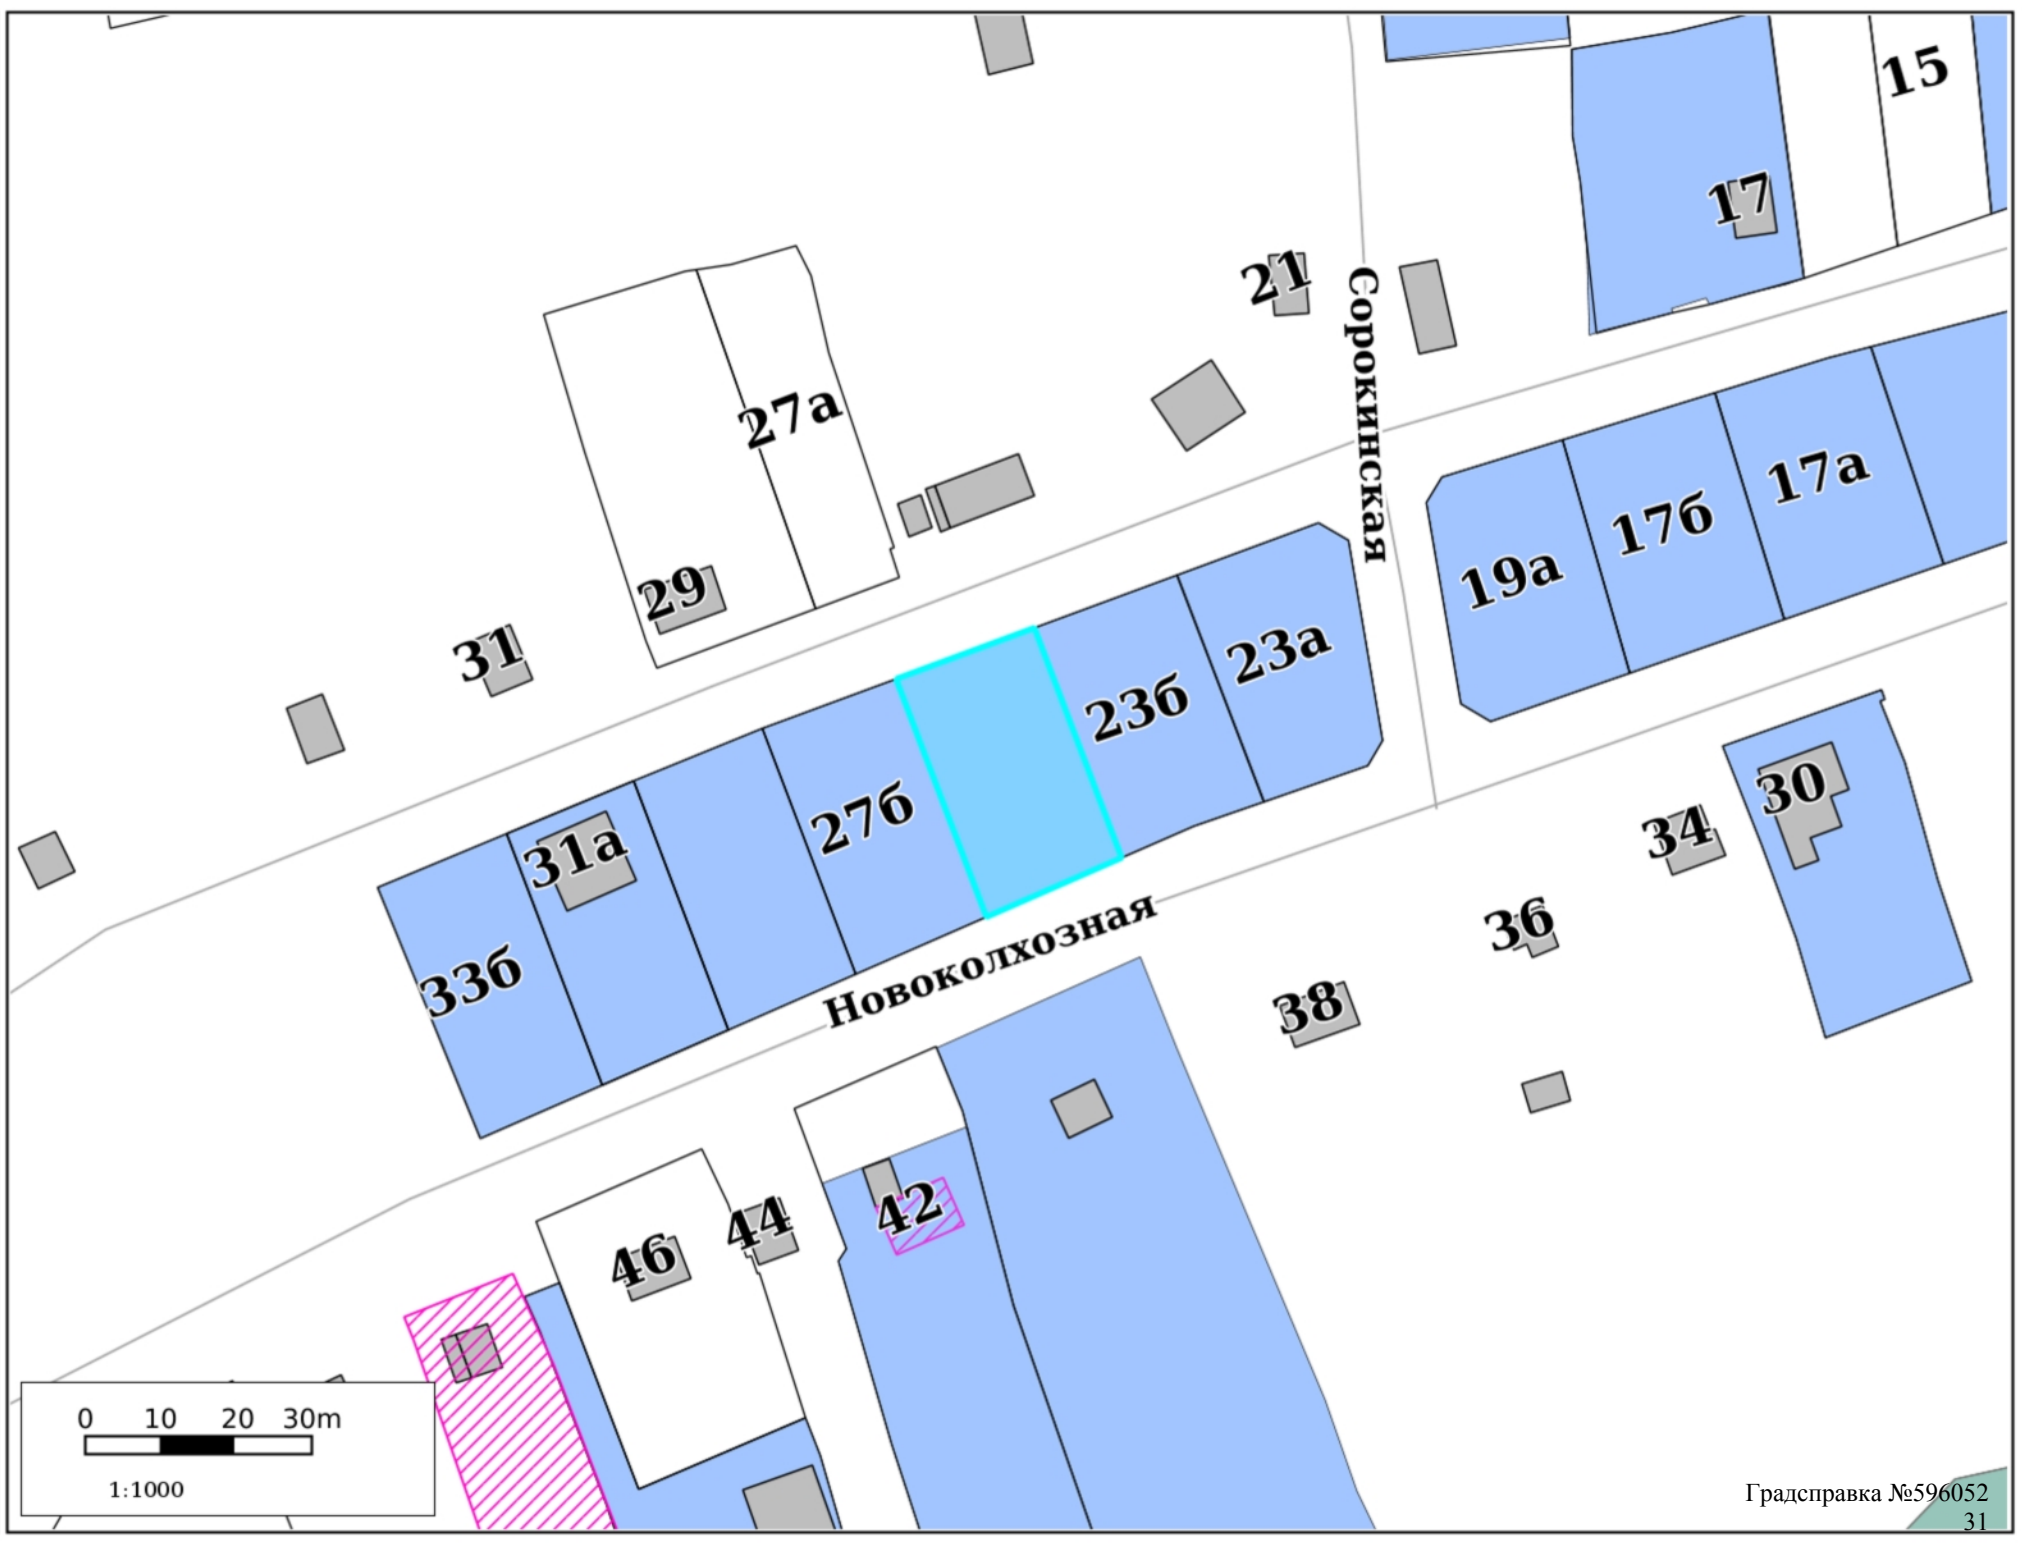 15
17
21
Сорокинская
27а
17а
17б
19а
29
31
23а
23б
27б
30
34
31а
36
33б
Новоколхозная
38
42
44
46
0 10 20 30m
1:1000
Градсправка №596052
31